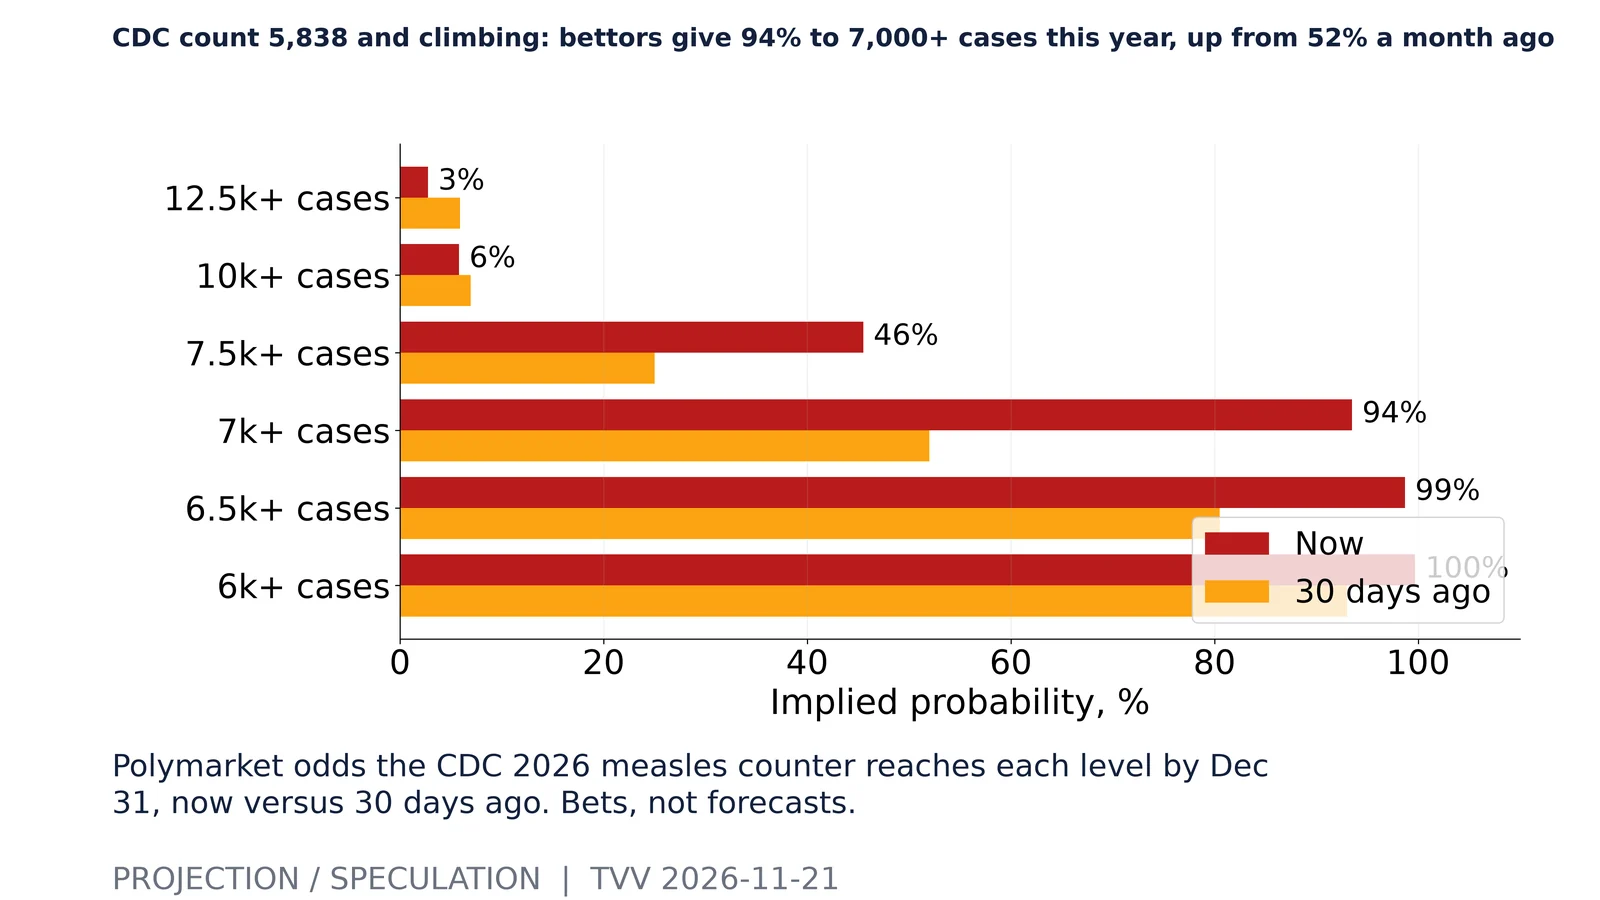 CDC count 5,838 and climbing: bettors give 94% to 7,000+ cases this year, up from 52% a month ago
12.5k+ cases
3%
10k+ cases
6%
7.5k+ cases
46%
7k+ cases
94%
6.5k+ cases
99%
6k+ cases
100%
Now
30 days ago
0 20 40 60 80 100
Implied probability, %
Polymarket odds the CDC 2026 measles counter reaches each level by Dec
31, now versus 30 days ago. Bets, not forecasts.
PROJECTION / SPECULATION | TVV 2026-11-21